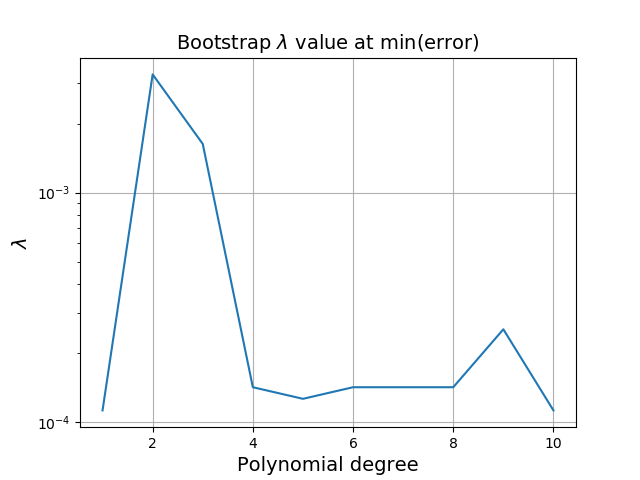 Bootstrap λ value at min(error)
10⁻³
λ
10⁻⁴
2 4 6 8 10
Polynomial degree